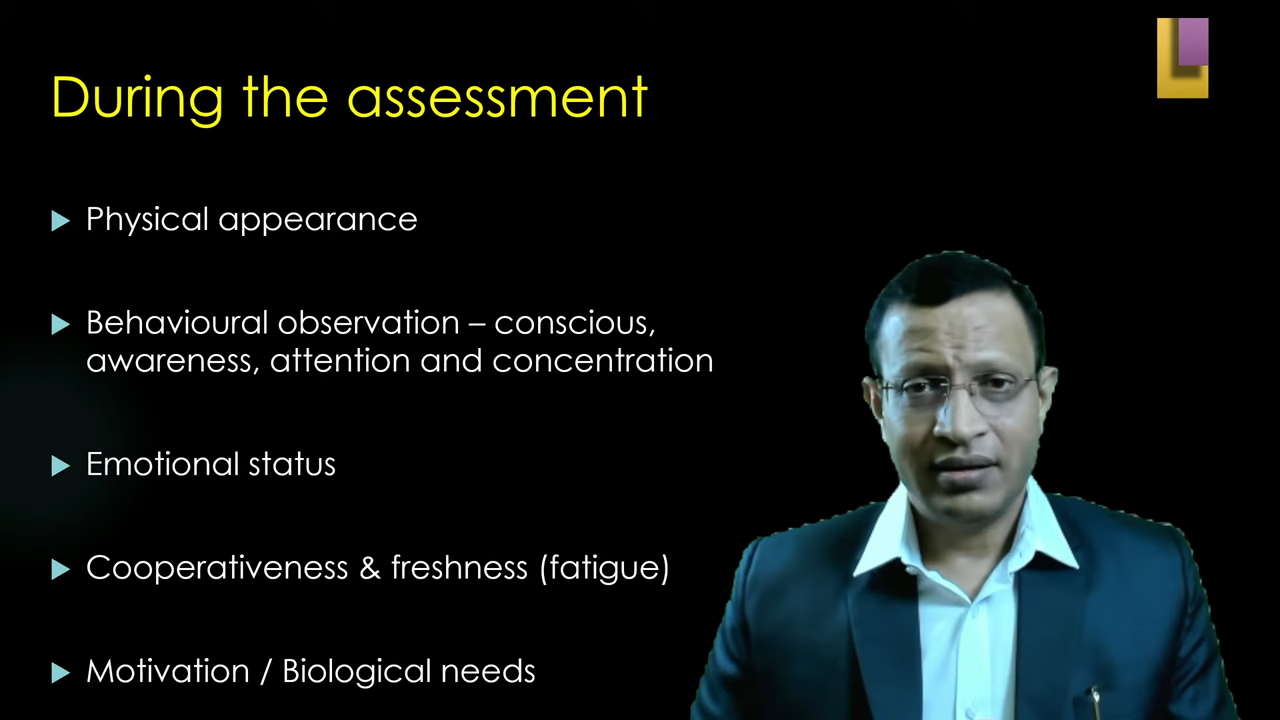 During the assessment
Physical appearance
Behavioural observation – conscious,
awareness, attention and concentration
Emotional status
Cooperativeness & freshness (fatigue)
Motivation / Biological needs